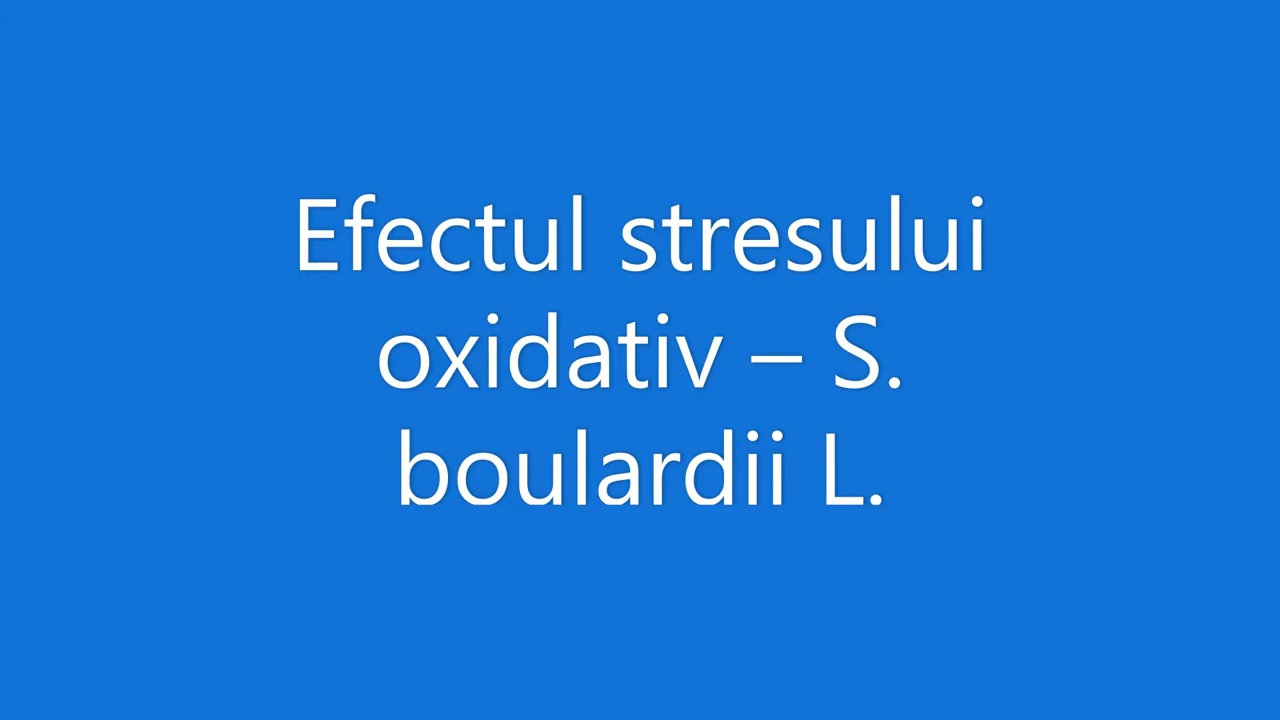 Efectul stresului
oxidativ – S.
boulardii L.